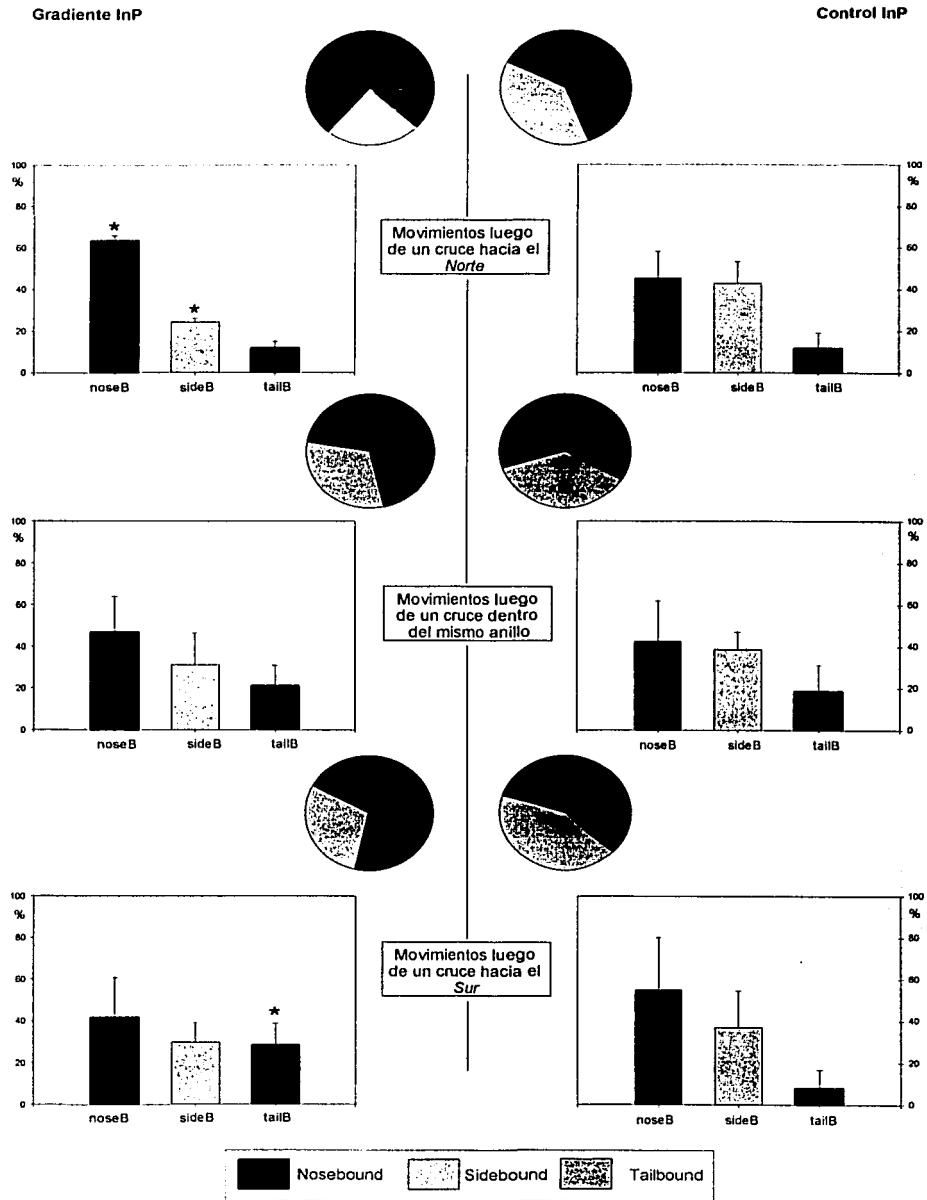 Gradiente InP
Control InP
100
%
80
60
40
20
0
*
*
noseB sideB tailB
Movimientos luego
de un cruce hacia el
Norte
100
%
80
60
40
20
0
noseB sideB tailB
100
%
80
60
40
20
0
noseB sideB tailB
Movimientos luego
de un cruce dentro
del mismo anillo
100
%
80
60
40
20
0
noseB sideB tailB
100
%
80
60
40
20
0
*
noseB sideB tailB
Movimientos luego
de un cruce hacia el
Sur
100
%
80
60
40
20
0
noseB sideB tailB
Nosebound Sidebound Tailbound